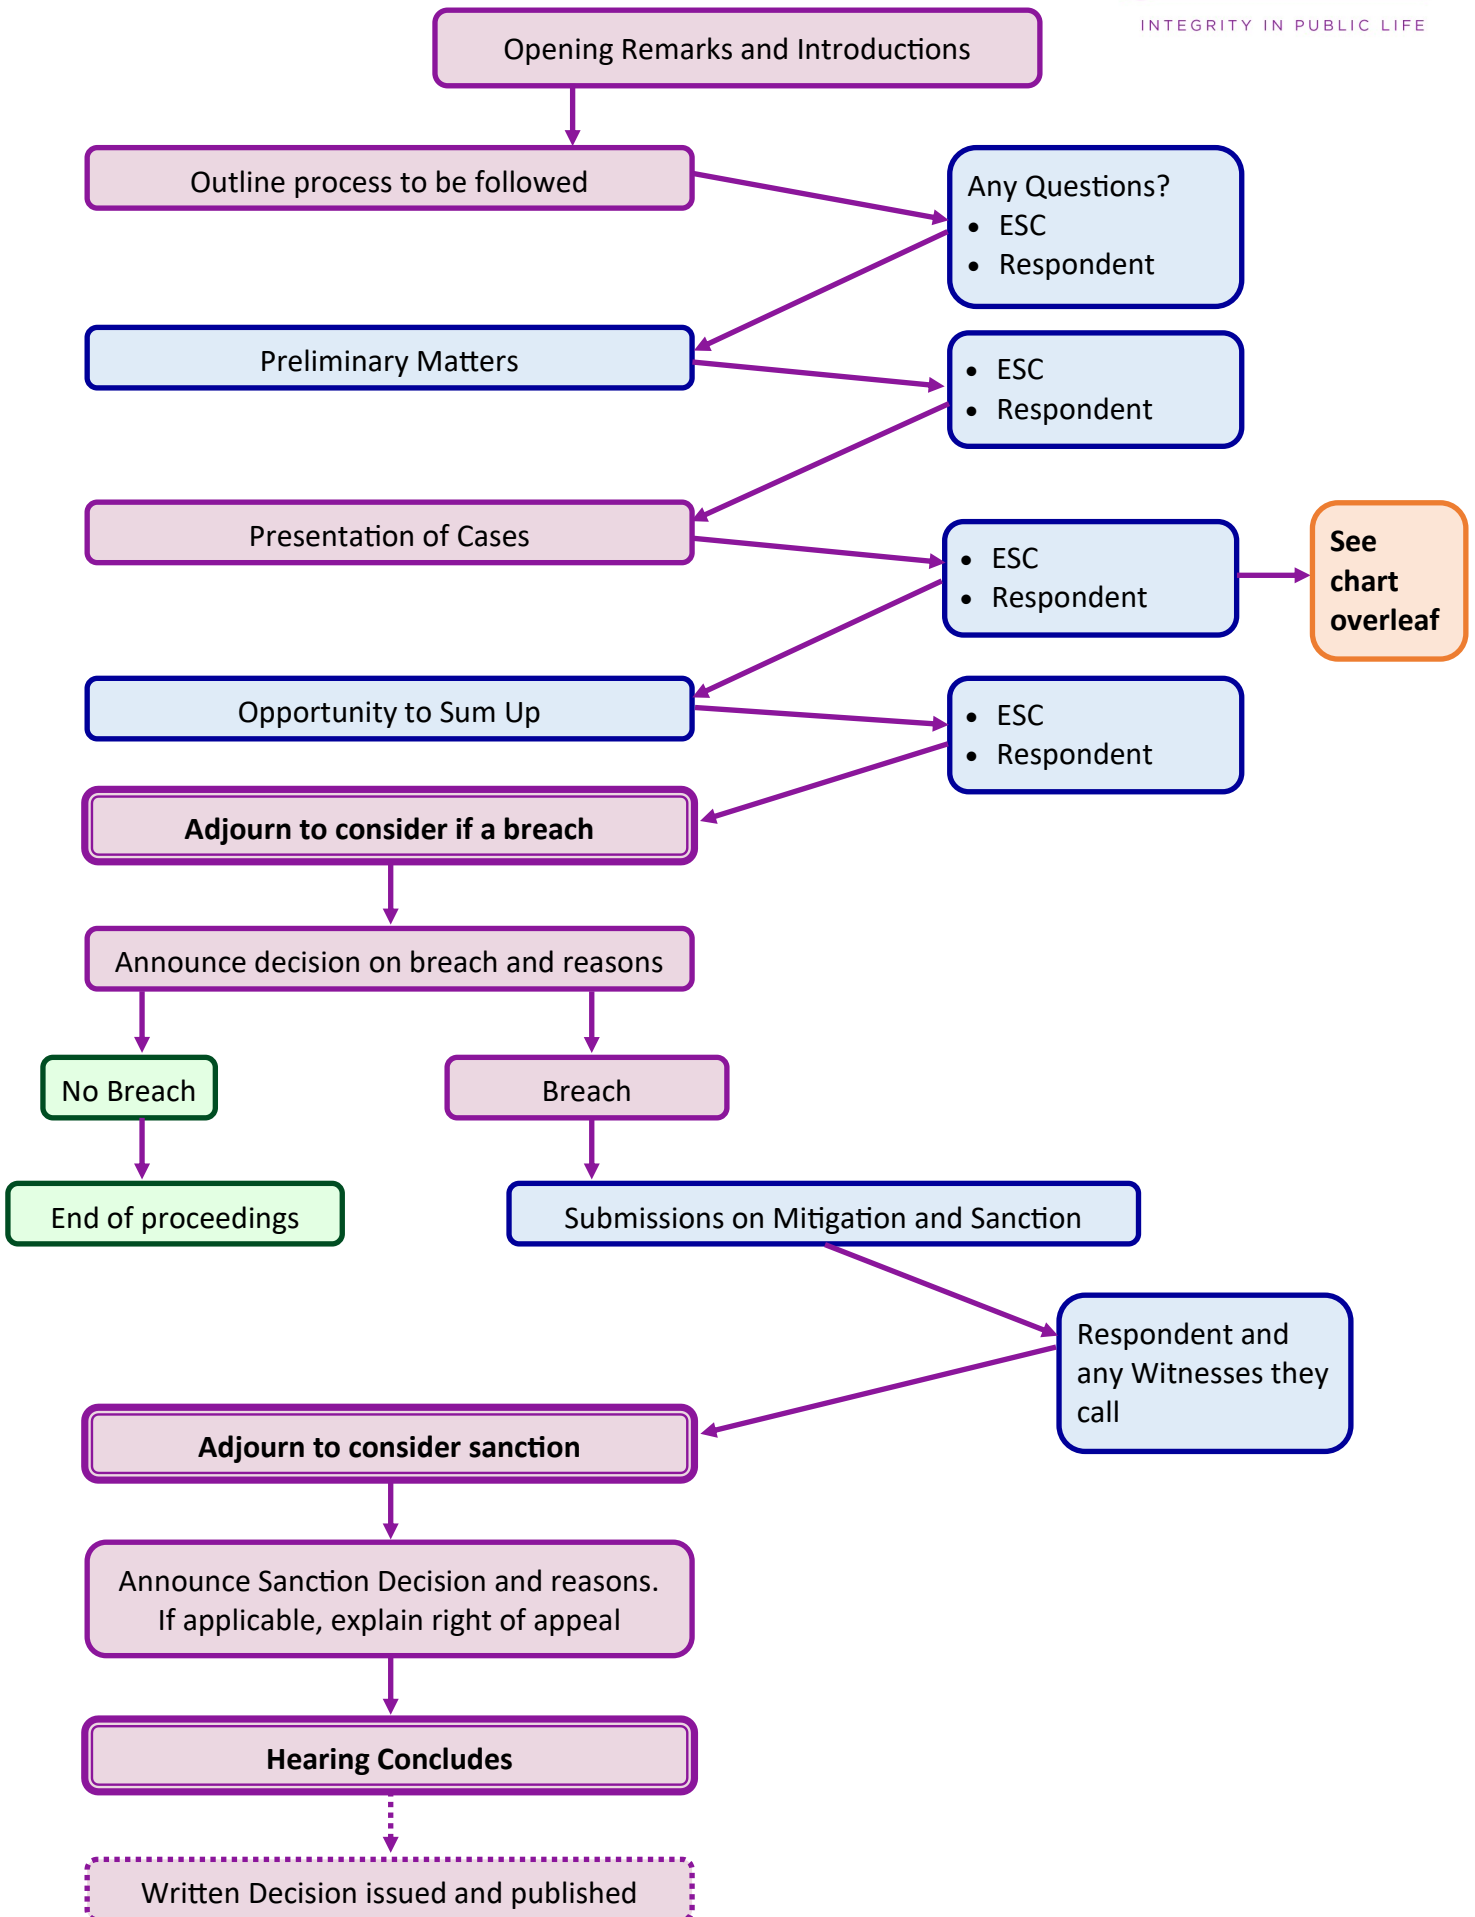 INTEGRITY IN PUBLIC LIFE
Opening Remarks and Introductions
Outline process to be followed
Any Questions?
• ESC
• Respondent
Preliminary Matters
• ESC
• Respondent
Presentation of Cases
• ESC
• Respondent
See
chart
overleaf
Opportunity to Sum Up
• ESC
• Respondent
Adjourn to consider if a breach
Announce decision on breach and reasons
No Breach
Breach
End of proceedings
Submissions on Mitigation and Sanction
Respondent and
any Witnesses they
call
Adjourn to consider sanction
Announce Sanction Decision and reasons.
If applicable, explain right of appeal
Hearing Concludes
Written Decision issued and published